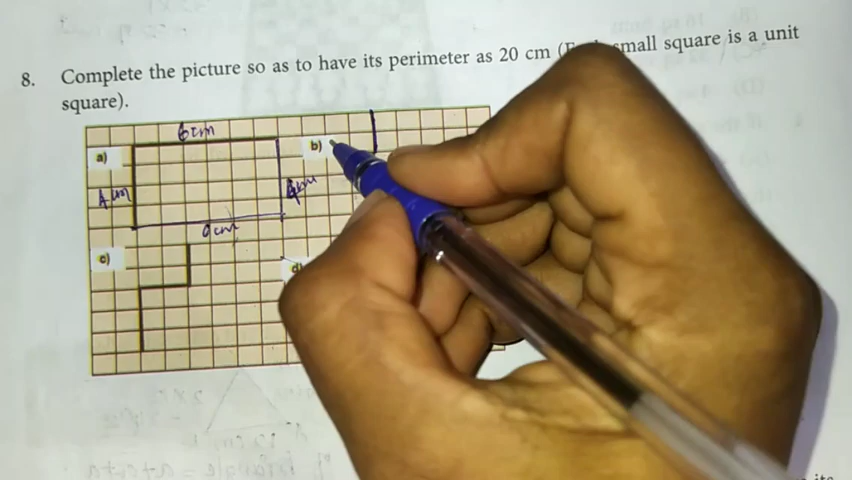 8. Complete the picture so as to have its perimeter as 20 cm ( small square is a unit
square).
6cm
a)
b)
4cm
4cm
6cm
c)
d)